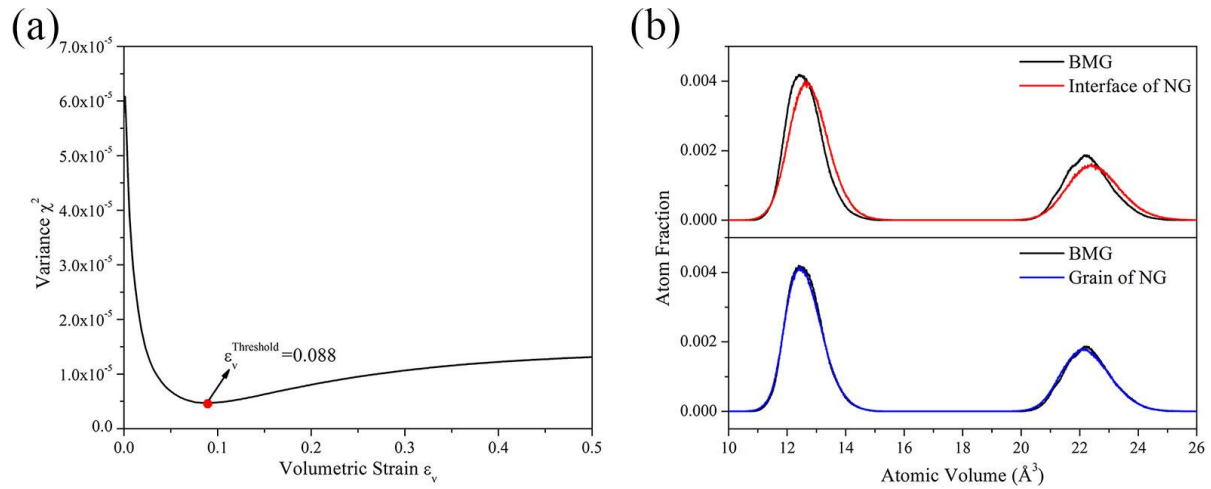 (a)
7.0x10⁻⁵
6.0x10⁻⁵
5.0x10⁻⁵
4.0x10⁻⁵
3.0x10⁻⁵
2.0x10⁻⁵
1.0x10⁻⁵
0.0
Variance χ²
εᵥᵀʰʳᵉˢʰᵒˡᵈ=0.088
0.0 0.1 0.2 0.3 0.4 0.5
Volumetric Strain εᵥ
(b)
BMG
Interface of NG
0.004
0.002
0.000
Atom Fraction
BMG
Grain of NG
0.004
0.002
0.000
10 12 14 16 18 20 22 24 26
Atomic Volume (Å³)